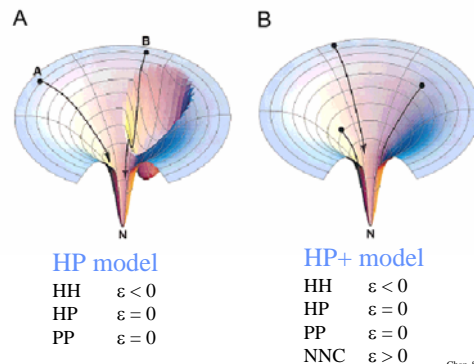 A
B
A
B
N
N
HP model
HH ε < 0
HP ε = 0
PP ε = 0
HP+ model
HH ε < 0
HP ε = 0
PP ε = 0
NNC ε > 0